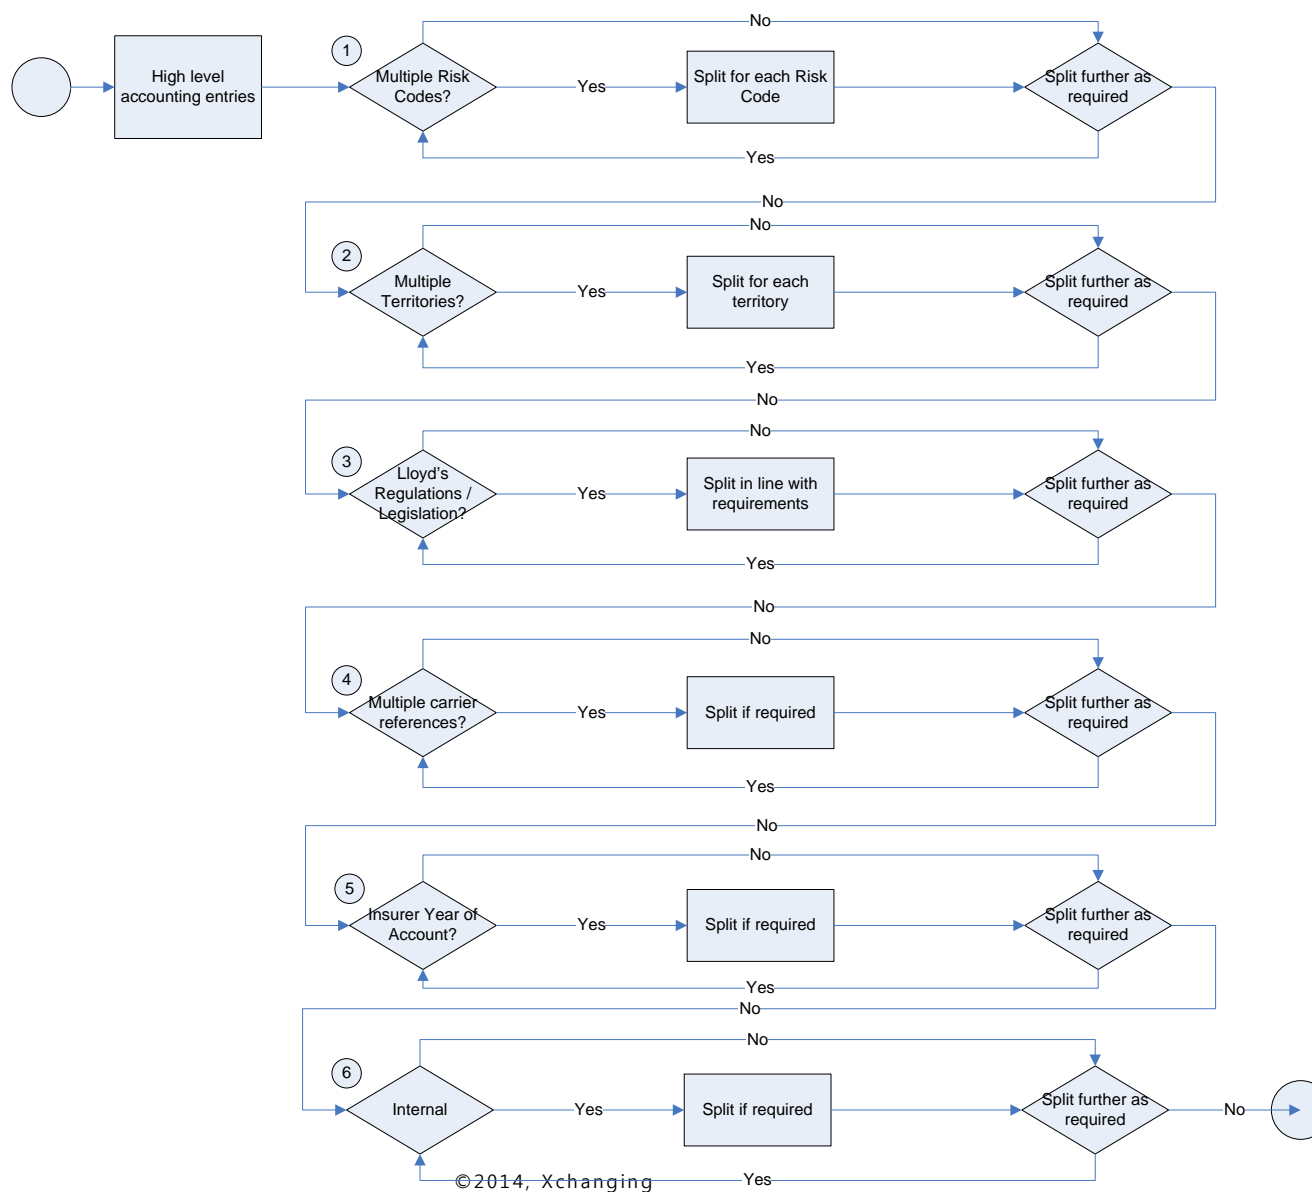 No
1
High level
accounting entries
Multiple Risk
Codes?
Yes
Split for each Risk
Code
Split further as
required
Yes
No
No
2
Multiple
Territories?
Yes
Split for each
territory
Split further as
required
Yes
No
No
3
Lloyd's
Regulations /
Legislation?
Yes
Split in line with
requirements
Split further as
required
Yes
No
No
4
Multiple carrier
references?
Yes
Split if required
Split further as
required
Yes
No
No
5
Insurer Year of
Account?
Yes
Split if required
Split further as
required
Yes
No
No
6
Internal
Yes
Split if required
Split further as
required
No
Yes
©2014, Xchanging